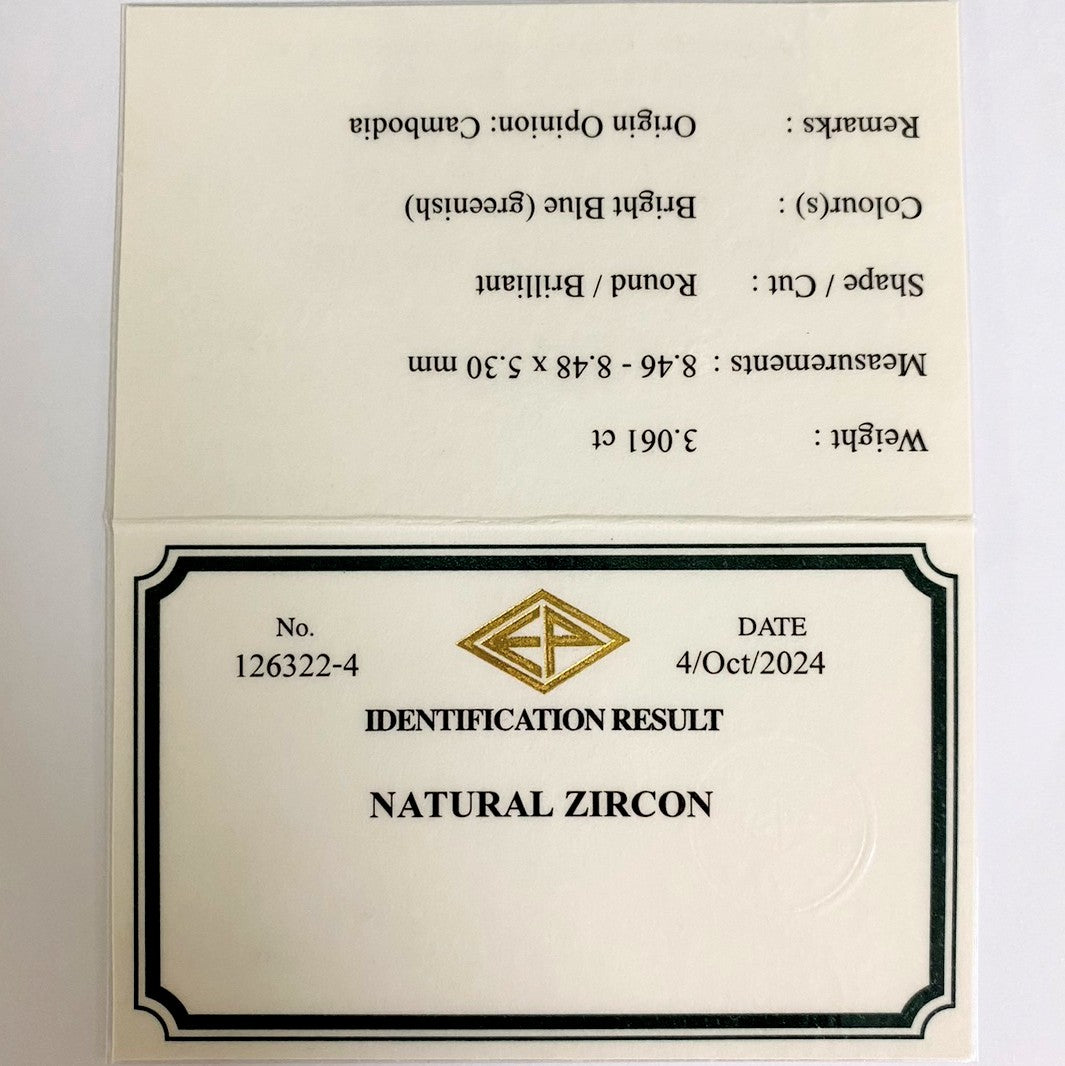 Weight : 3.061 ct
Measurements : 8.46 - 8.48 x 5.30 mm
Shape / Cut : Round / Brilliant
Colour(s) : Bright Blue (greenish)
Remarks : Origin Opinion: Cambodia
No. DATE
126322-4 4/Oct/2024
EP
IDENTIFICATION RESULT
NATURAL ZIRCON